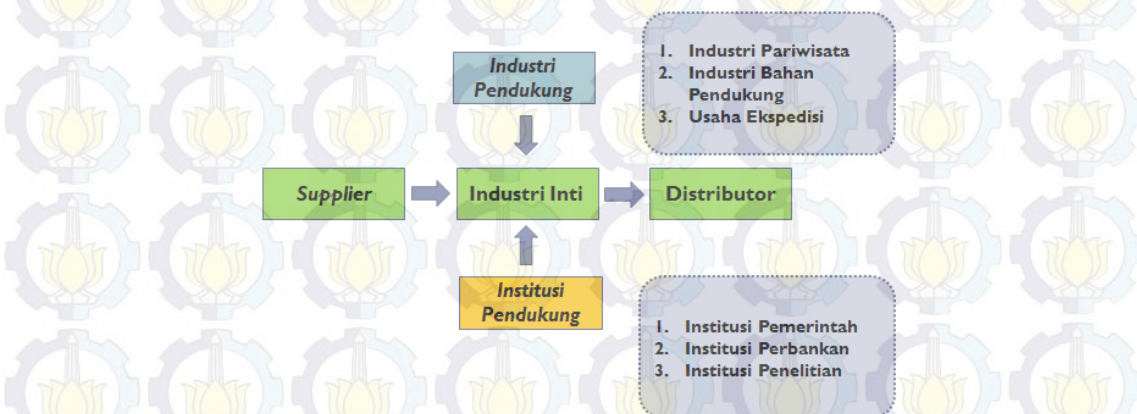 Industri
Pendukung
1. Industri Pariwisata
2. Industri Bahan
Pendukung
3. Usaha Ekspedisi
Supplier
Industri Inti
Distributor
Institusi
Pendukung
1. Institusi Pemerintah
2. Institusi Perbankan
3. Institusi Penelitian